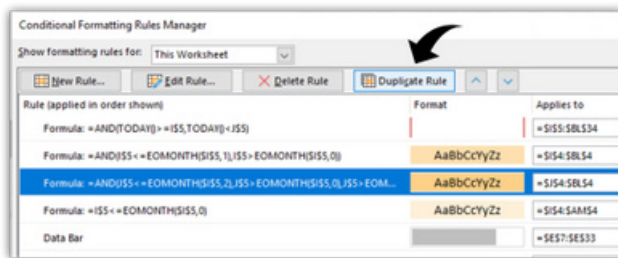 Conditional Formatting Rules Manager
Show formatting rules for: This Worksheet
New Rule... Edit Rule... Delete Rule Duplicate Rule
Rule (applied in order shown) Format Applies to
Formula: =AND(TODAY()>=I$5,TODAY()<J$5) =$I$5:$BL$34
Formula: =AND(I$5<=EOMONTH($I$5,1),I$5>EOMONTH($I$5,0)) AaBbCcYyZz =$I$4:$BL$4
Formula: =AND(J$5<=EOMONTH($I$5,2),J$5>EOMONTH($I$5,0),J$5>EOM... AaBbCcYyZz =$J$4:$BL$4
Formula: =I$5<=EOMONTH($I$5,0) AaBbCcYyZz =$I$4:$AM$4
Data Bar =$E$7:$E$33